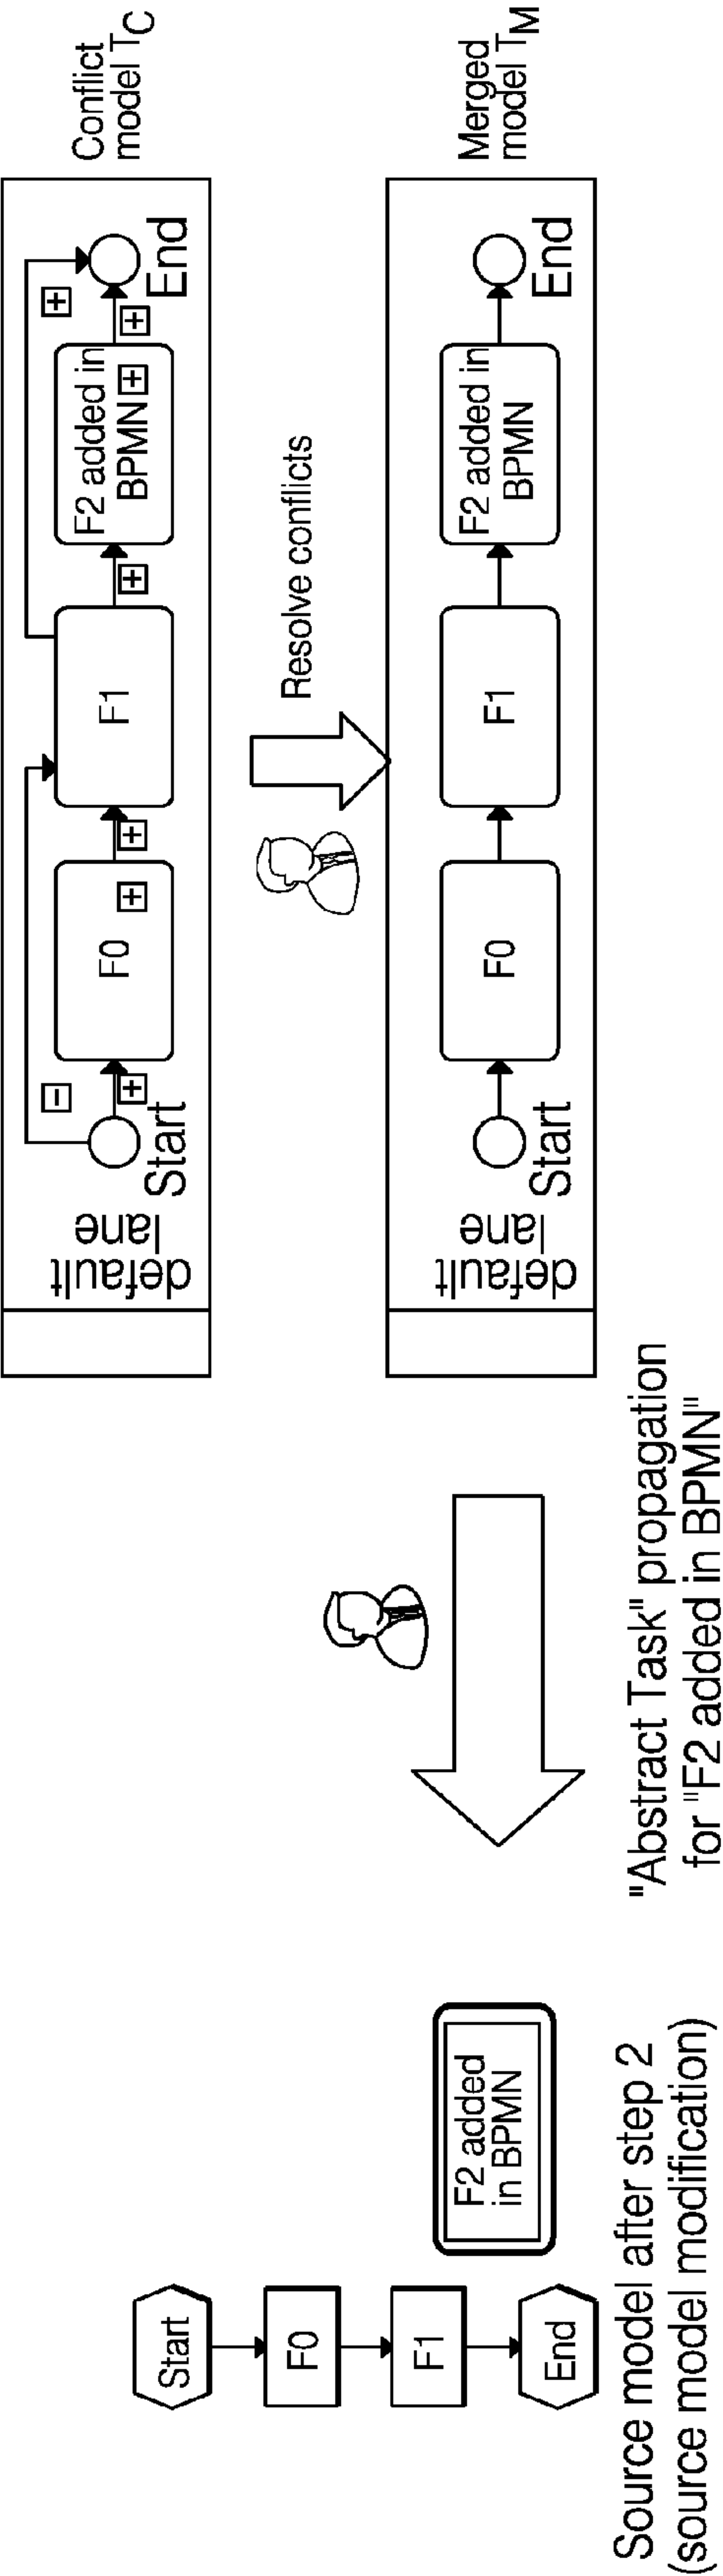 Conflict
model TC
default
lane
Start
F0
F1
F2 added in
BPMN
End
Resolve conflicts
Merged
model TM
default
lane
Start
F0
F1
F2 added in
BPMN
End
"Abstract Task" propagation
for "F2 added in BPMN"
Start
F0
F1
End
F2 added
in BPMN
Source model after step 2
(source model modification)